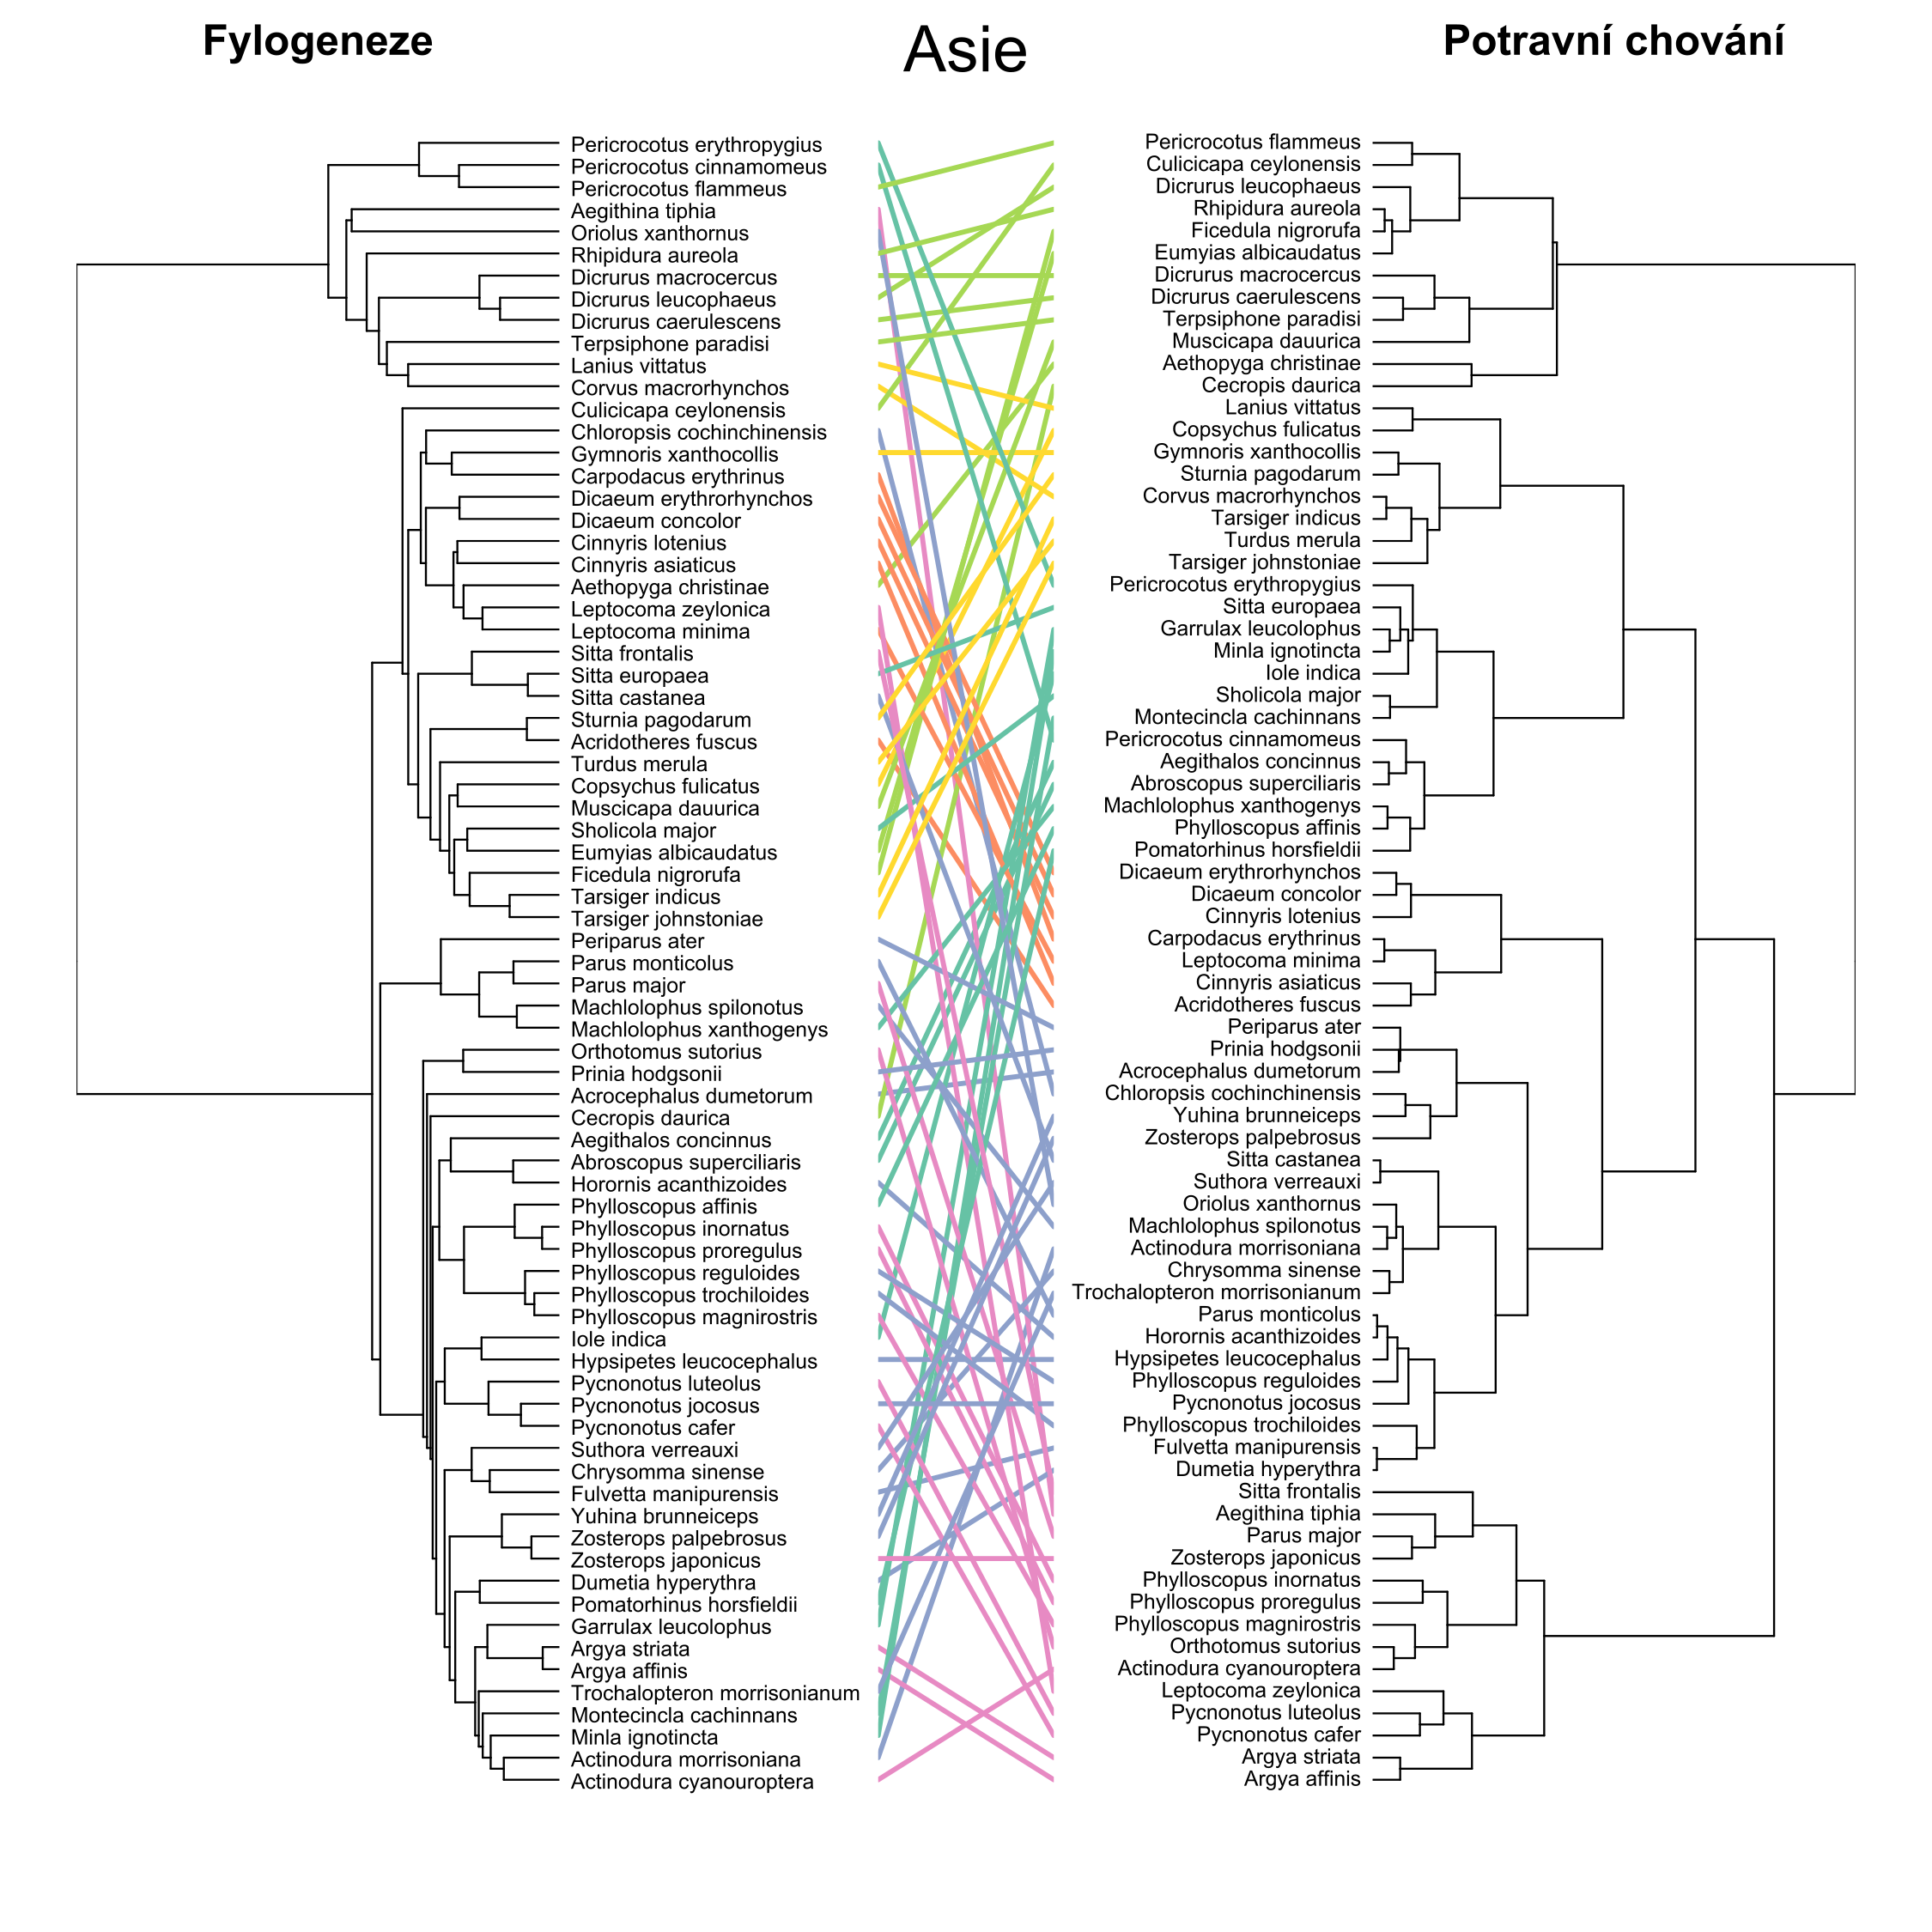 Fylogeneze
Asie
Potravní chování
Pericrocotus erythropygius
Pericrocotus cinnamomeus
Pericrocotus flammeus
Aegithina tiphia
Oriolus xanthornus
Rhipidura aureola
Dicrurus macrocercus
Dicrurus leucophaeus
Dicrurus caerulescens
Terpsiphone paradisi
Lanius vittatus
Corvus macrorhynchos
Culicicapa ceylonensis
Chloropsis cochinchinensis
Gymnoris xanthocollis
Carpodacus erythrinus
Dicaeum erythrorhynchos
Dicaeum concolor
Cinnyris lotenius
Cinnyris asiaticus
Aethopyga christinae
Leptocoma zeylonica
Leptocoma minima
Sitta frontalis
Sitta europaea
Sitta castanea
Sturnia pagodarum
Acridotheres fuscus
Turdus merula
Copsychus fulicatus
Muscicapa dauurica
Sholicola major
Eumyias albicaudatus
Ficedula nigrorufa
Tarsiger indicus
Tarsiger johnstoniae
Periparus ater
Parus monticolus
Parus major
Machlolophus spilonotus
Machlolophus xanthogenys
Orthotomus sutorius
Prinia hodgsonii
Acrocephalus dumetorum
Cecropis daurica
Aegithalos concinnus
Abroscopus superciliaris
Horornis acanthizoides
Phylloscopus affinis
Phylloscopus inornatus
Phylloscopus proregulus
Phylloscopus reguloides
Phylloscopus trochiloides
Phylloscopus magnirostris
Iole indica
Hypsipetes leucocephalus
Pycnonotus luteolus
Pycnonotus jocosus
Pycnonotus cafer
Suthora verreauxi
Chrysomma sinense
Fulvetta manipurensis
Yuhina brunneiceps
Zosterops palpebrosus
Zosterops japonicus
Dumetia hyperythra
Pomatorhinus horsfieldii
Garrulax leucolophus
Argya striata
Argya affinis
Trochalopteron morrisonianum
Montecincla cachinnans
Minla ignotincta
Actinodura morrisoniana
Actinodura cyanouroptera
Pericrocotus flammeus
Culicicapa ceylonensis
Dicrurus leucophaeus
Rhipidura aureola
Ficedula nigrorufa
Eumyias albicaudatus
Dicrurus macrocercus
Dicrurus caerulescens
Terpsiphone paradisi
Muscicapa dauurica
Aethopyga christinae
Cecropis daurica
Lanius vittatus
Copsychus fulicatus
Gymnoris xanthocollis
Sturnia pagodarum
Corvus macrorhynchos
Tarsiger indicus
Turdus merula
Tarsiger johnstoniae
Pericrocotus erythropygius
Sitta europaea
Garrulax leucolophus
Minla ignotincta
Iole indica
Sholicola major
Montecincla cachinnans
Pericrocotus cinnamomeus
Aegithalos concinnus
Abroscopus superciliaris
Machlolophus xanthogenys
Phylloscopus affinis
Pomatorhinus horsfieldii
Dicaeum erythrorhynchos
Dicaeum concolor
Cinnyris lotenius
Carpodacus erythrinus
Leptocoma minima
Cinnyris asiaticus
Acridotheres fuscus
Periparus ater
Prinia hodgsonii
Acrocephalus dumetorum
Chloropsis cochinchinensis
Yuhina brunneiceps
Zosterops palpebrosus
Sitta castanea
Suthora verreauxi
Oriolus xanthornus
Machlolophus spilonotus
Actinodura morrisoniana
Chrysomma sinense
Trochalopteron morrisonianum
Parus monticolus
Horornis acanthizoides
Hypsipetes leucocephalus
Phylloscopus reguloides
Pycnonotus jocosus
Phylloscopus trochiloides
Fulvetta manipurensis
Dumetia hyperythra
Sitta frontalis
Aegithina tiphia
Parus major
Zosterops japonicus
Phylloscopus inornatus
Phylloscopus proregulus
Phylloscopus magnirostris
Orthotomus sutorius
Actinodura cyanouroptera
Leptocoma zeylonica
Pycnonotus luteolus
Pycnonotus cafer
Argya striata
Argya affinis